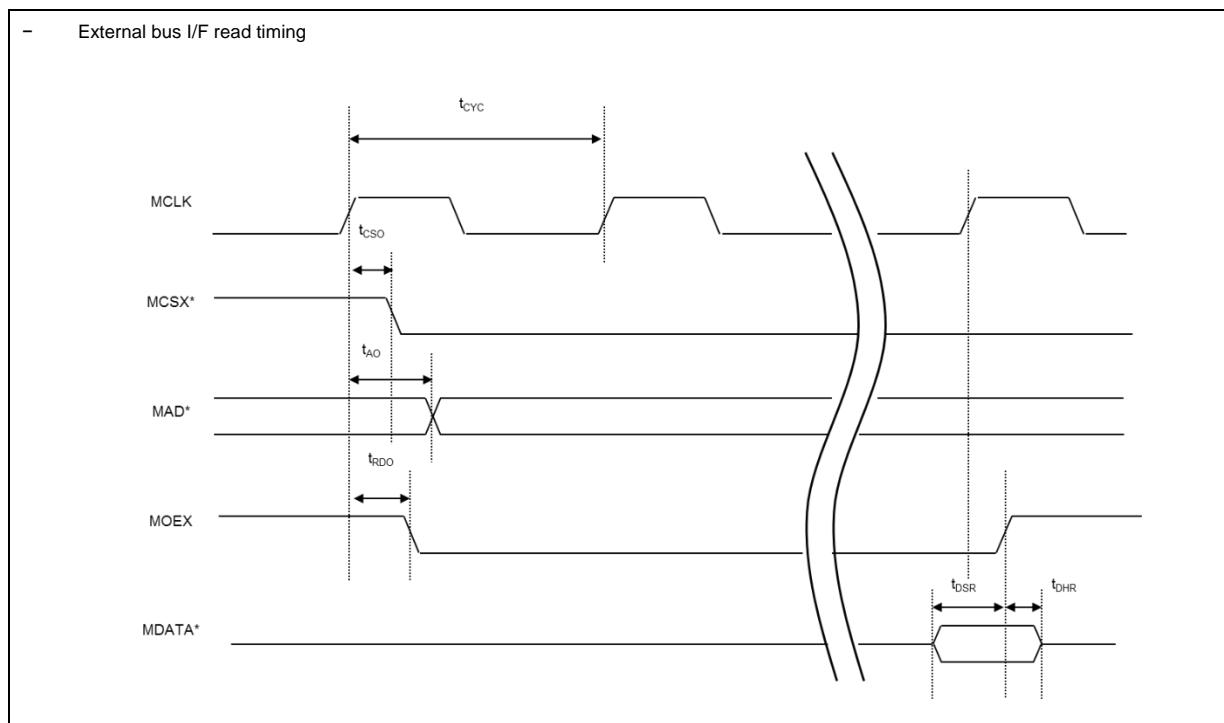 − External bus I/F read timing
tCYC
MCLK
tCSO
MCSX*
tAO
MAD*
tRDO
MOEX
tDSR tDHR
MDATA*